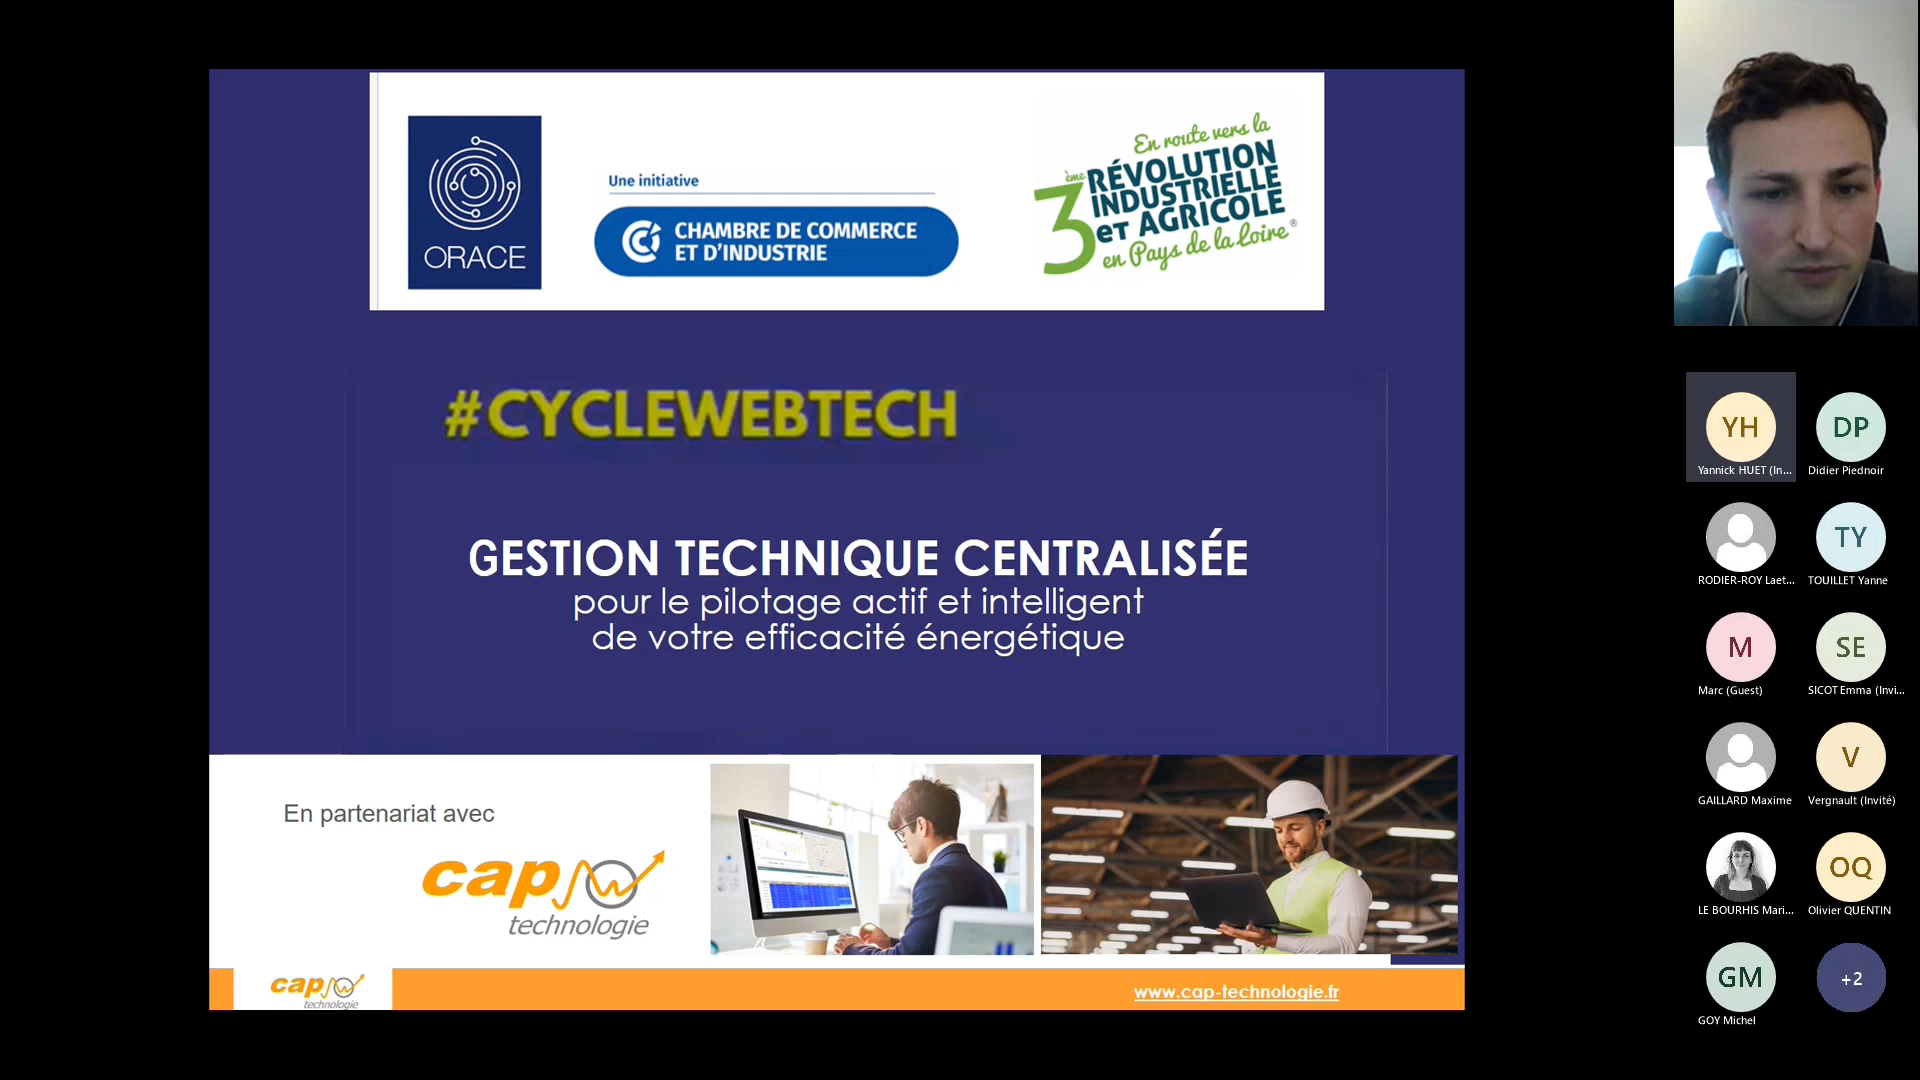 ORACE
Une initiative
CHAMBRE DE COMMERCE
ET D'INDUSTRIE
En route vers la
3ème RÉVOLUTION
INDUSTRIELLE
et AGRICOLE®
en Pays de la Loire
#CYCLEWEBTECH
GESTION TECHNIQUE CENTRALISÉE
pour le pilotage actif et intelligent
de votre efficacité énergétique
En partenariat avec
cap
technologie
cap
technologie
www.cap-technologie.fr
YH
Yannick HUET (In...
DP
Didier Piednoir
RODIER-ROY Laet...
TY
TOUILLET Yanne
M
Marc (Guest)
SE
SICOT Emma (Invi...
GAILLARD Maxime
V
Vergnault (Invité)
LE BOURHIS Mari...
OQ
Olivier QUENTIN
GM
GOY Michel
+2